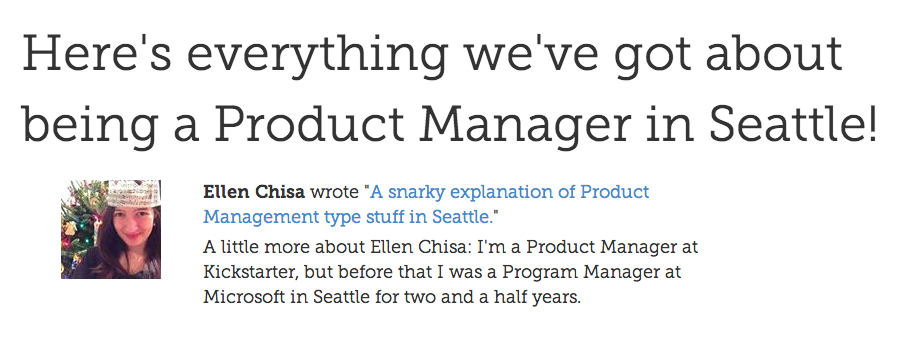 Here's everything we've got about
being a Product Manager in Seattle!
Ellen Chisa wrote "A snarky explanation of Product
Management type stuff in Seattle."
A little more about Ellen Chisa: I'm a Product Manager at
Kickstarter, but before that I was a Program Manager at
Microsoft in Seattle for two and a half years.